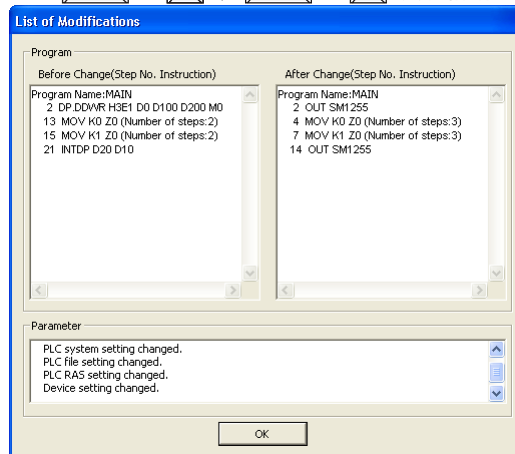 List of Modifications
Program
Before Change(Step No. Instruction)
Program Name:MAIN
2 DP.DDWR H3E1 D0 D100 D200 M0
13 MOV K0 Z0 (Number of steps:2)
15 MOV K1 Z0 (Number of steps:2)
21 INTDP D20 D10
After Change(Step No. Instruction)
Program Name:MAIN
2 OUT SM1255
4 MOV K0 Z0 (Number of steps:3)
7 MOV K1 Z0 (Number of steps:3)
14 OUT SM1255
Parameter
PLC system setting changed.
PLC file setting changed.
PLC RAS setting changed.
Device setting changed.
OK